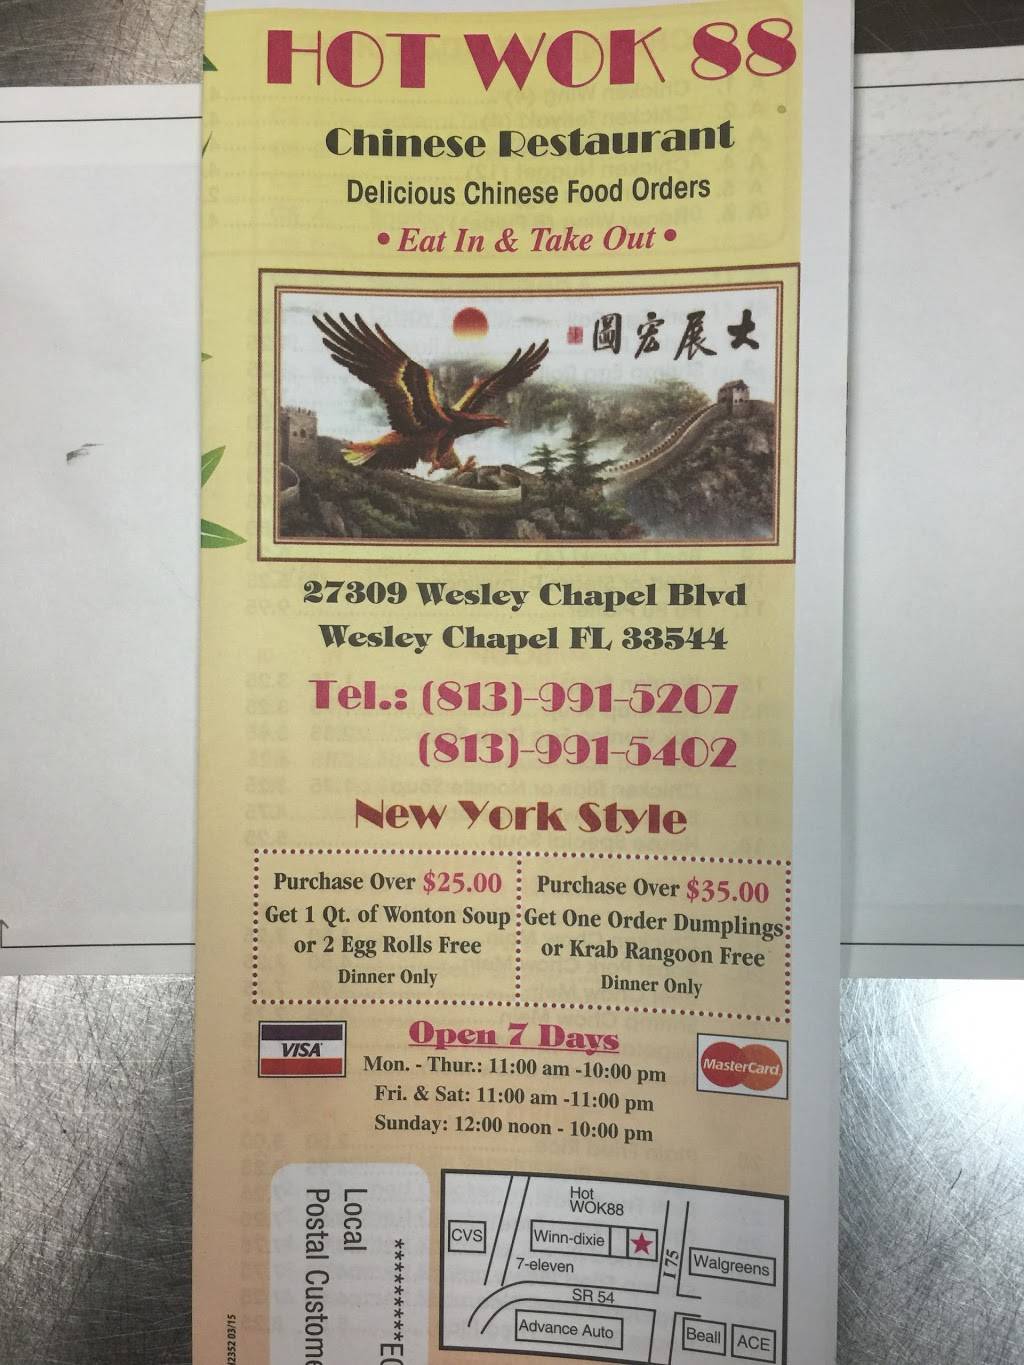 HOT WOK 88
Chinese Restaurant
Delicious Chinese Food Orders
• Eat In & Take Out •
大展宏圖
27309 Wesley Chapel Blvd
Wesley Chapel FL 33544
Tel.: (813)-991-5207
(813)-991-5402
New York Style
Purchase Over $25.00
Get 1 Qt. of Wonton Soup
or 2 Egg Rolls Free
Dinner Only
Purchase Over $35.00
Get One Order Dumplings
or Krab Rangoon Free
Dinner Only
Open 7 Days
VISA
Mon. - Thur.: 11:00 am -10:00 pm
Fri. & Sat: 11:00 am -11:00 pm
Sunday: 12:00 noon - 10:00 pm
MasterCard
Local
Postal Custome
**********EC
2352 03/15
Hot
WOK88
CVS
Winn-dixie
7-eleven
I 75
Walgreens
SR 54
Advance Auto
Beall
ACE